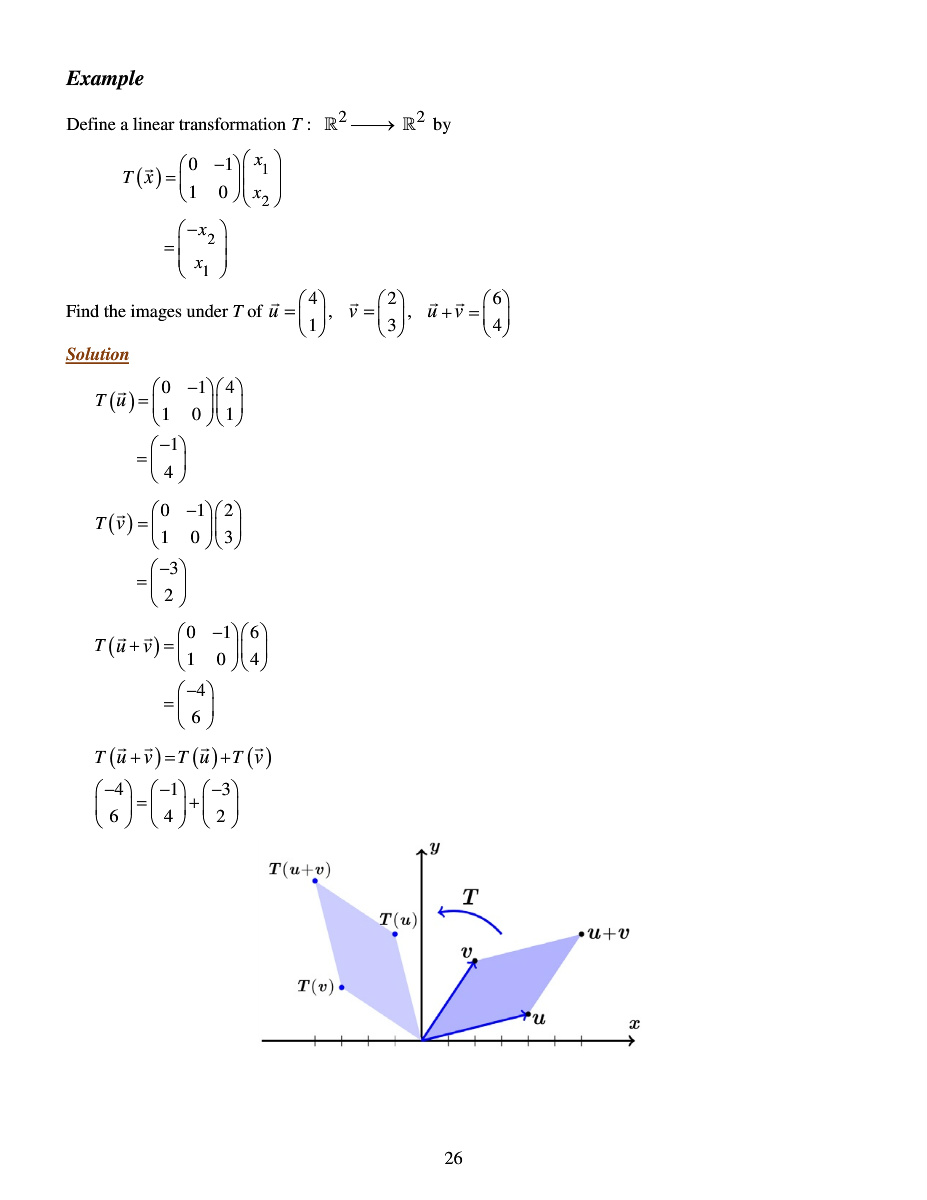 Example
Define a linear transformation T : ℝ² ⟶ ℝ² by
T(x⃗) = (0 −1; 1 0)(x₁; x₂)
= (−x₂; x₁)
Find the images under T of u⃗ = (4; 1), v⃗ = (2; 3), u⃗ + v⃗ = (6; 4)
Solution
T(u⃗) = (0 −1; 1 0)(4; 1)
= (−1; 4)
T(v⃗) = (0 −1; 1 0)(2; 3)
= (−3; 2)
T(u⃗ + v⃗) = (0 −1; 1 0)(6; 4)
= (−4; 6)
T(u⃗ + v⃗) = T(u⃗) + T(v⃗)
(−4; 6) = (−1; 4) + (−3; 2)
y
T(u+v)
T
T(u)
u+v
v
T(v)
u
x
26